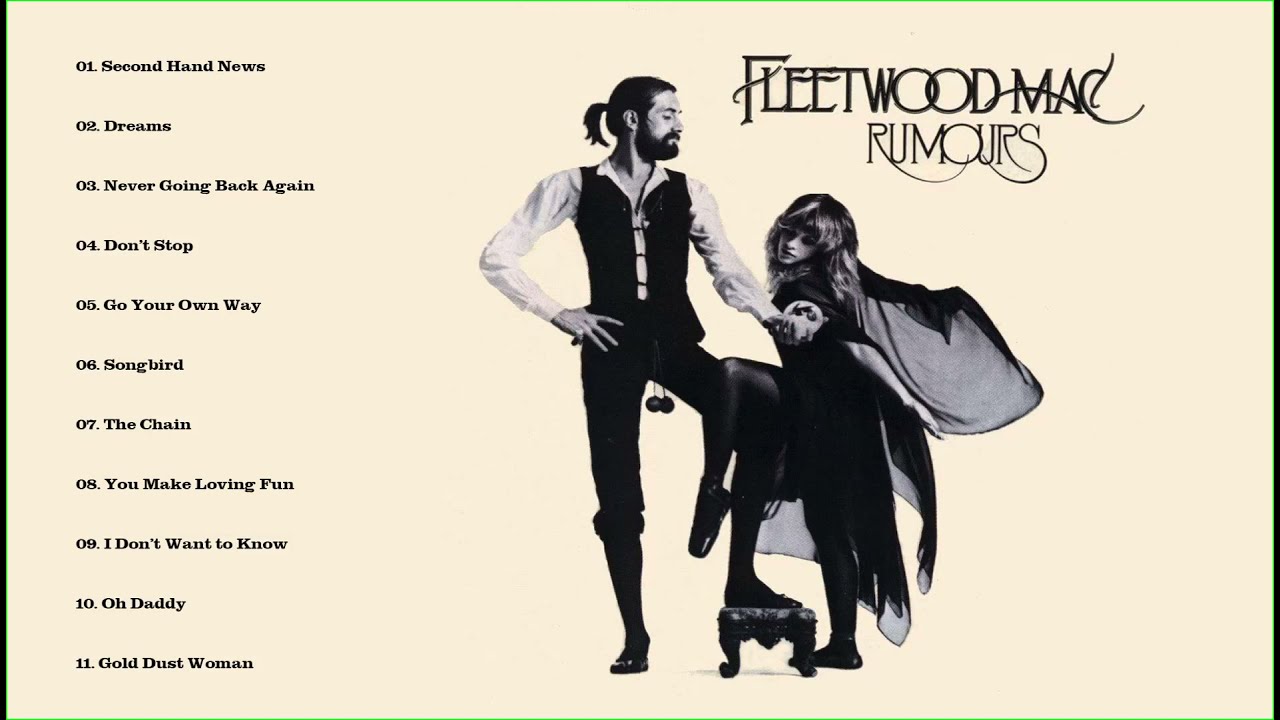 01. Second Hand News
02. Dreams
03. Never Going Back Again
04. Don't Stop
05. Go Your Own Way
06. Songbird
07. The Chain
08. You Make Loving Fun
09. I Don't Want to Know
10. Oh Daddy
11. Gold Dust Woman
FLEETWOOD MAC
RUMOURS